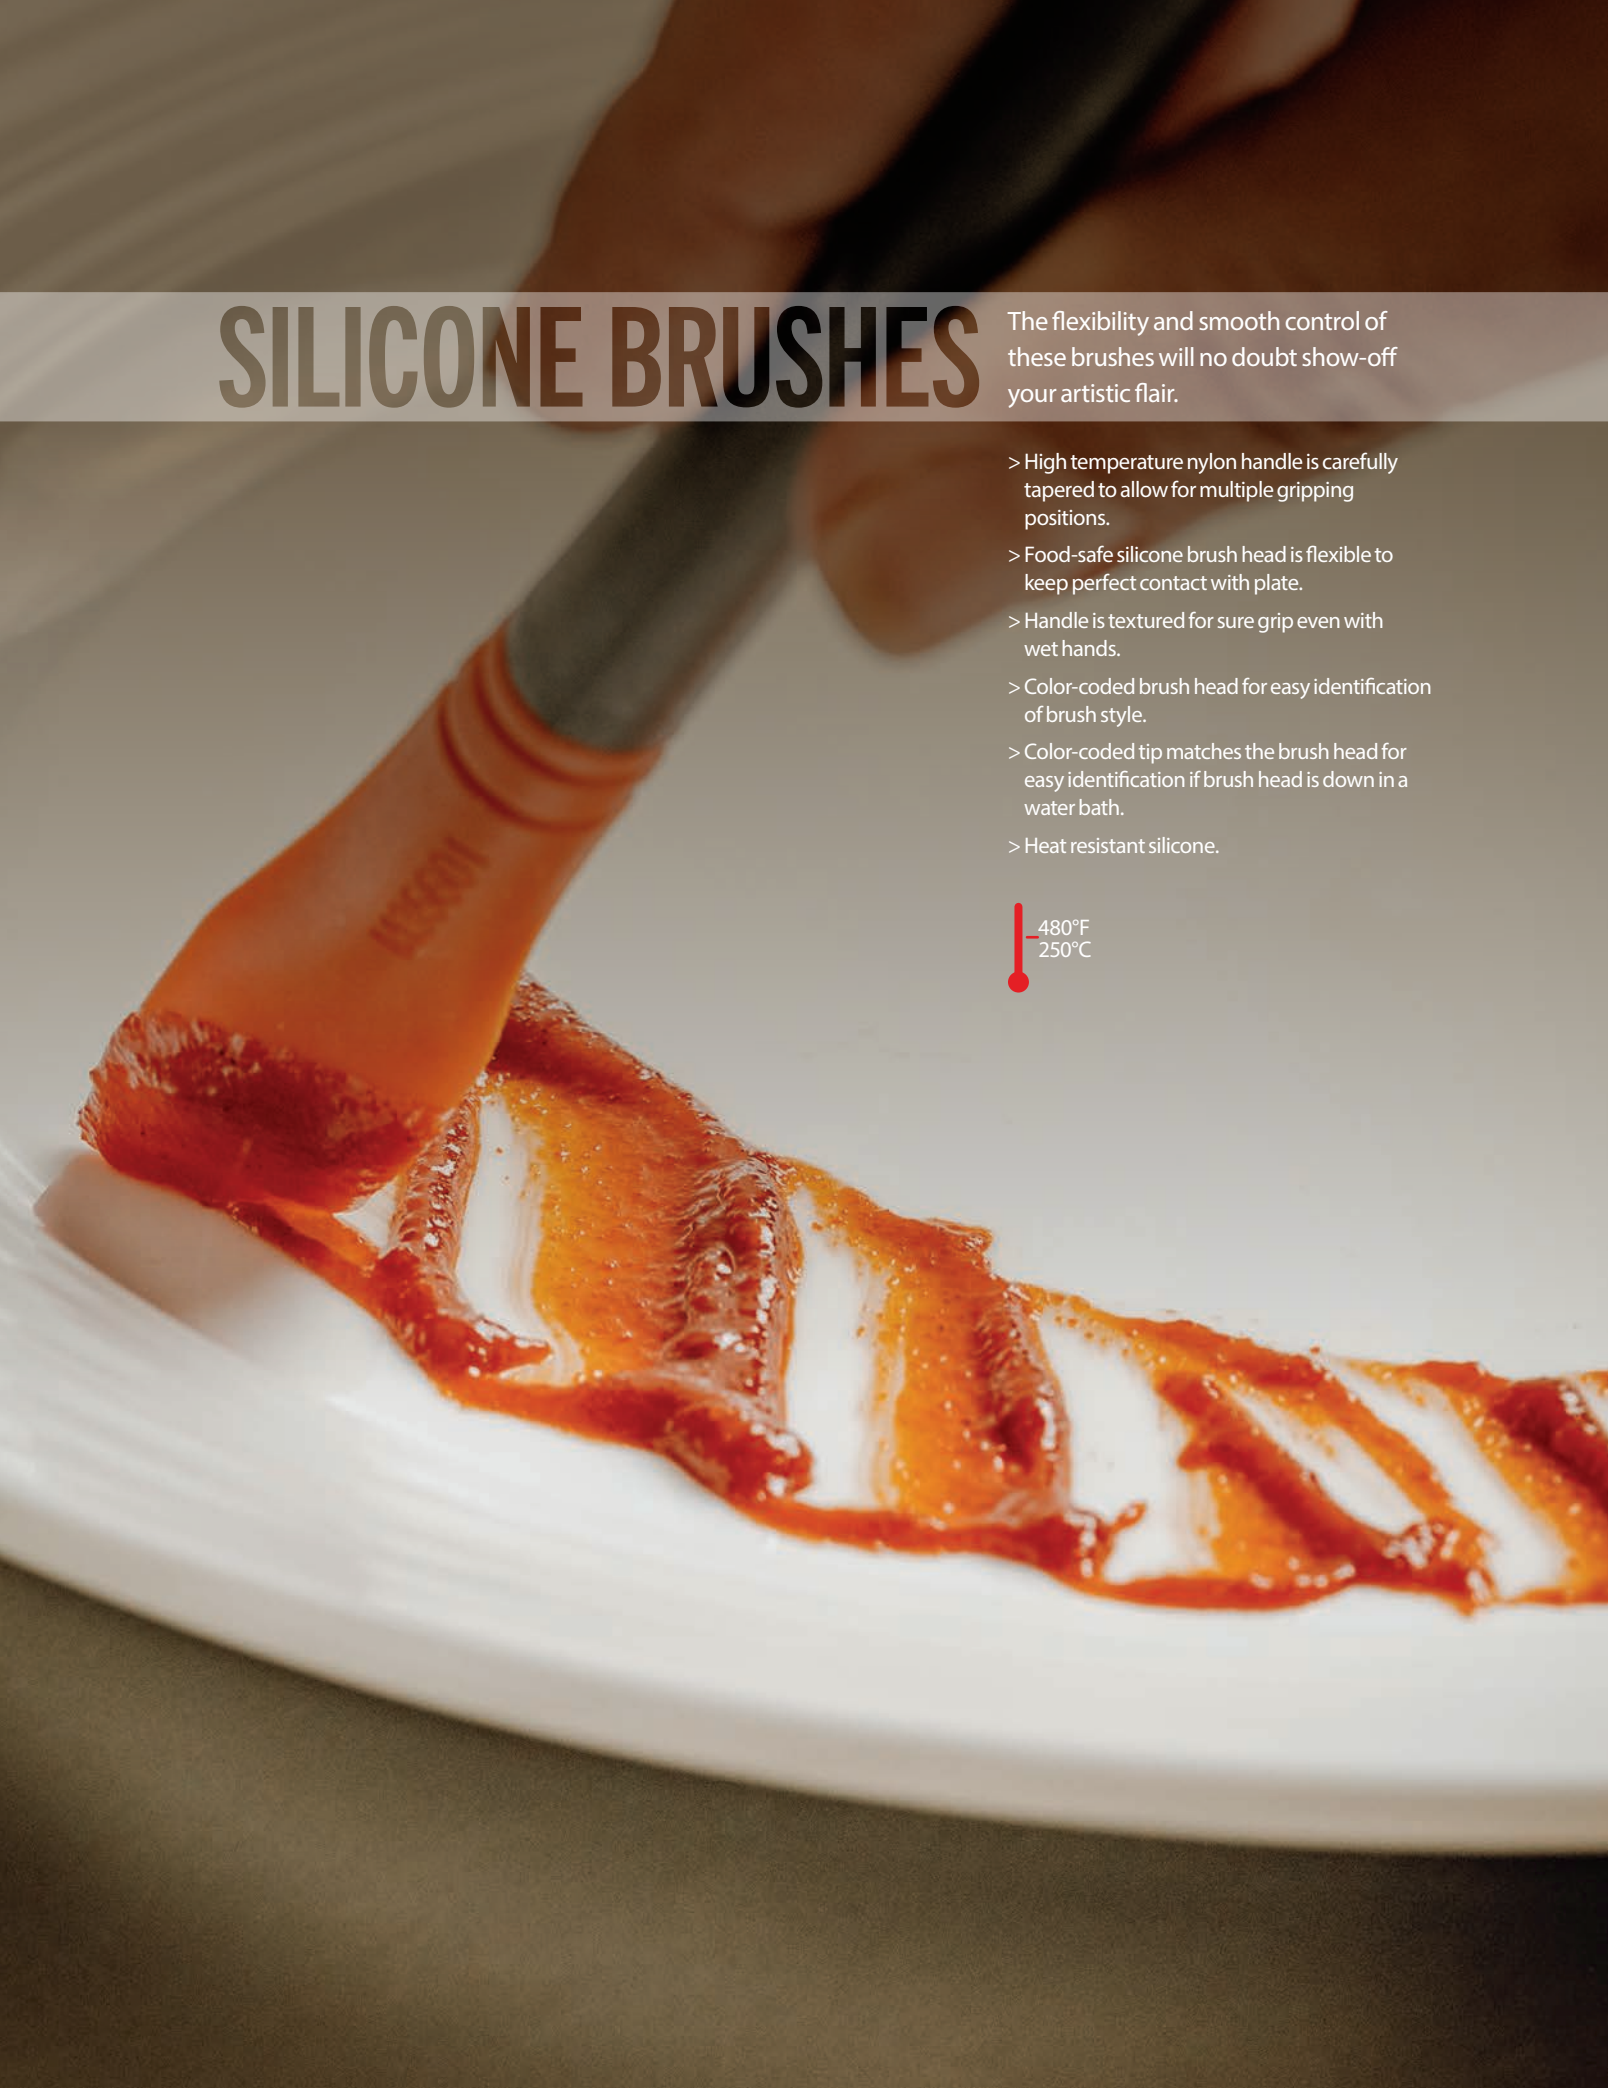 SILICONE BRUSHES
The flexibility and smooth control of
these brushes will no doubt show-off
your artistic flair.
> High temperature nylon handle is carefully
tapered to allow for multiple gripping
positions.
> Food-safe silicone brush head is flexible to
keep perfect contact with plate.
> Handle is textured for sure grip even with
wet hands.
> Color-coded brush head for easy identification
of brush style.
> Color-coded tip matches the brush head for
easy identification if brush head is down in a
water bath.
> Heat resistant silicone.
480°F
250°C